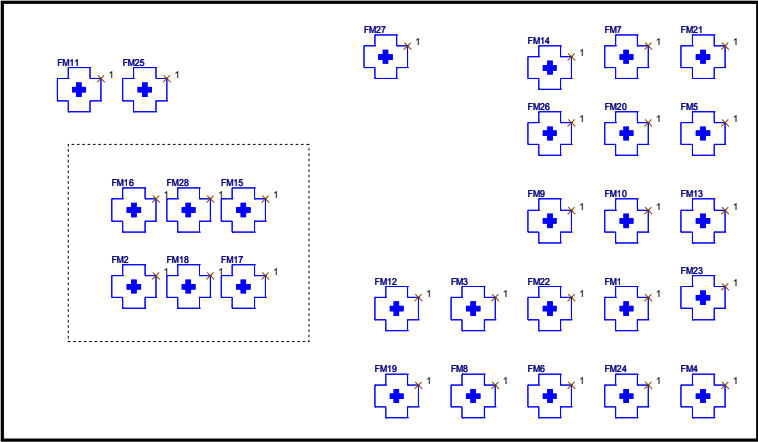 FM27 1
FM14 1
FM7 1
FM21 1
FM11 1
FM25 1
FM26 1
FM20 1
FM5 1
FM16 1
FM28 1
FM15 1
FM9 1
FM10 1
FM13 1
FM2 1
FM18 1
FM17 1
FM12 1
FM3 1
FM22 1
FM1 1
FM23 1
FM19 1
FM8 1
FM6 1
FM24 1
FM4 1